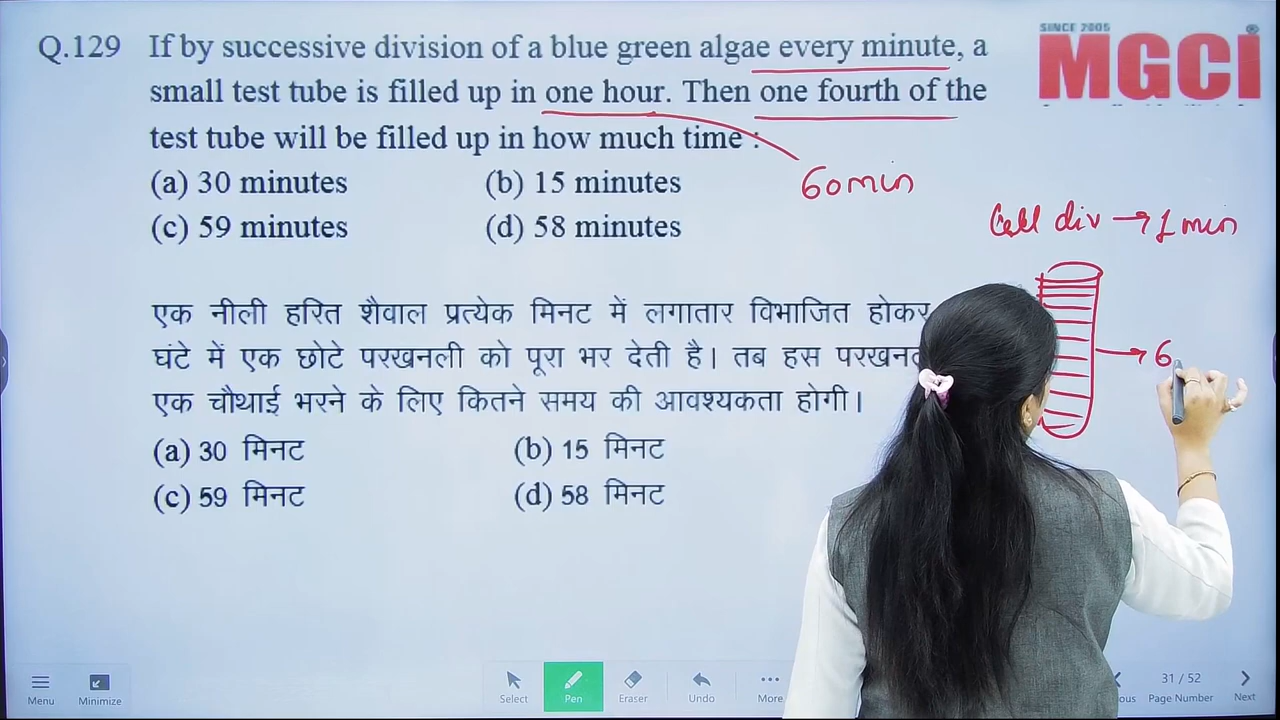 Q.129 If by successive division of a blue green algae every minute, a
small test tube is filled up in one hour. Then one fourth of the
test tube will be filled up in how much time :
(a) 30 minutes (b) 15 minutes
(c) 59 minutes (d) 58 minutes
SINCE 2005
MGCI
60min
Cell div → 1 min
→ 6
एक नीली हरित शैवाल प्रत्येक मिनट में लगातार विभाजित होकर
घंटे में एक छोटे परखनली को पूरा भर देती है। तब हस
एक चौथाई भरने के लिए कितने समय की आवश्यकता होगी।
(a) 30 मिनट (b) 15 मिनट
(c) 59 मिनट (d) 58 मिनट
Menu Minimize Select Pen Eraser Undo More 31 / 52 Next
Page Number